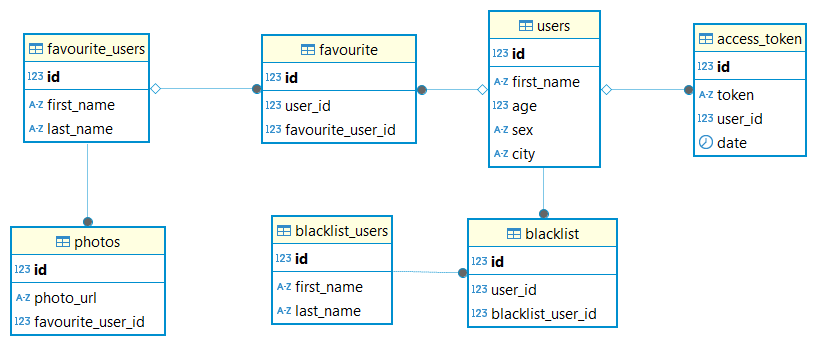 favourite_users
123 id
A-Z first_name
A-Z last_name
favourite
123 id
123 user_id
123 favourite_user_id
users
123 id
A-Z first_name
123 age
A-Z sex
A-Z city
access_token
123 id
A-Z token
123 user_id
date
photos
123 id
A-Z photo_url
123 favourite_user_id
blacklist_users
123 id
A-Z first_name
A-Z last_name
blacklist
123 id
123 user_id
123 blacklist_user_id